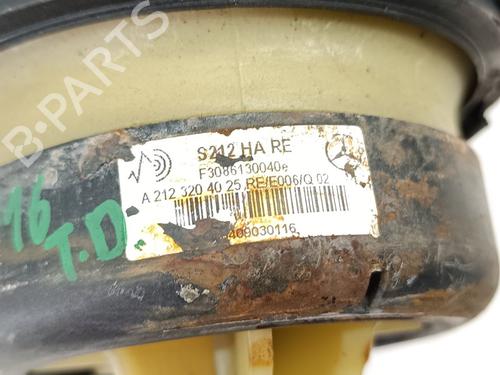 B-PARTS
S212 HA RE
F3086130040e
A 212 320 40 25 RE/E006/Q 02
409030116
16
T.D.